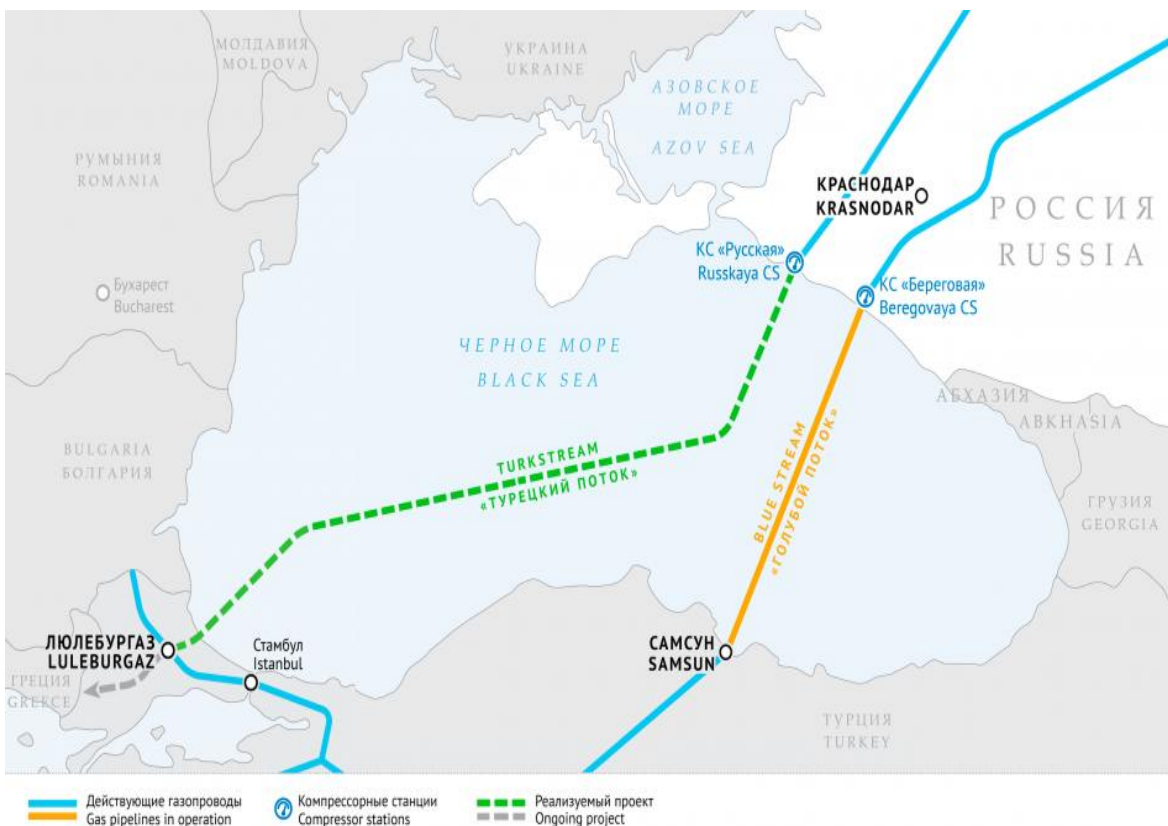 МОЛДАВИЯ
MOLDOVA
УКРАИНА
UKRAINE
АЗОВСКОЕ
МОРЕ
AZOV SEA
РУМЫНИЯ
ROMANIA
КРАСНОДАР
KRASNODAR
РОССИЯ
RUSSIA
КС «Русская»
Russkaya CS
КС «Береговая»
Beregovaya CS
Бухарест
Bucharest
ЧЕРНОЕ МОРЕ
BLACK SEA
АБХАЗИЯ
ABKHASIA
BULGARIA
БОЛГАРИЯ
TURKSTREAM
«ТУРЕЦКИЙ ПОТОК»
BLUE STREAM
«ГОЛУБОЙ ПОТОК»
ГРУЗИЯ
GEORGIA
ЛЮЛЕБУРГАЗ
LULEBURGAZ
Стамбул
Istanbul
САМСУН
SAMSUN
ГРЕЦИЯ
GREECE
ТУРЦИЯ
TURKEY
Действующие газопроводы
Gas pipelines in operation
Компрессорные станции
Compressor stations
Реализуемый проект
Ongoing project